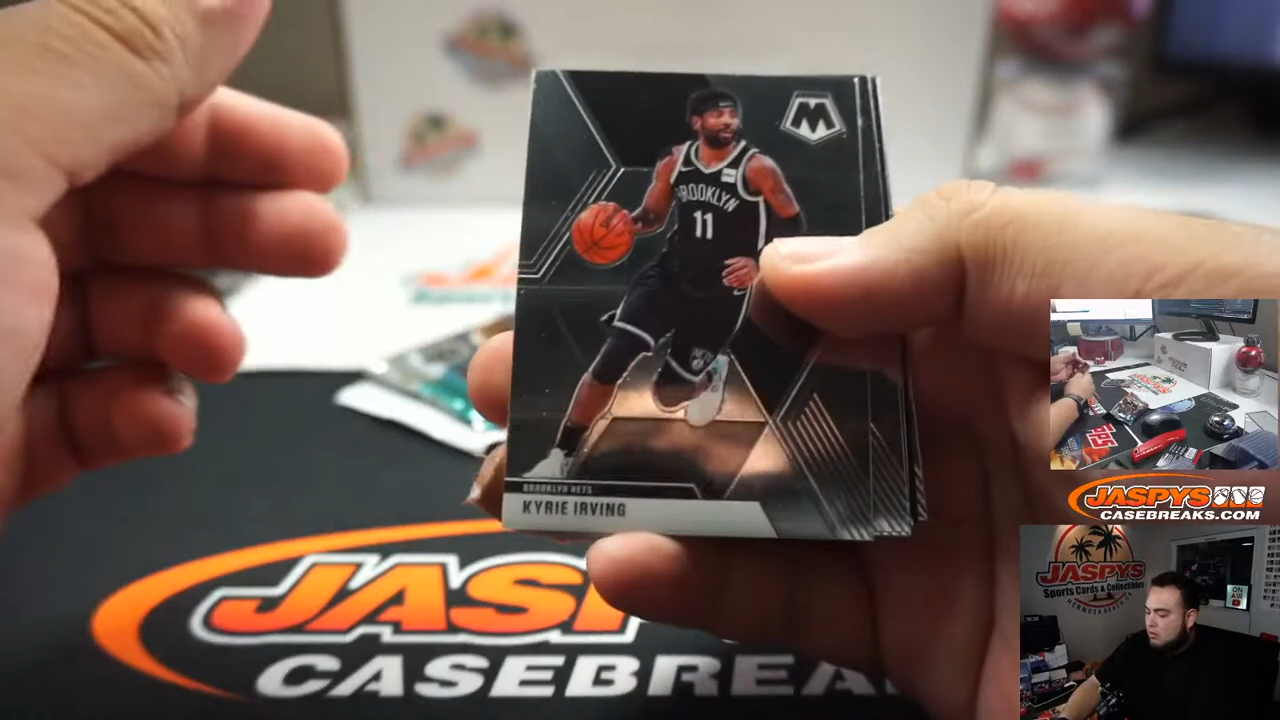 M
BROOKLYN
11
BROOKLYN NETS
KYRIE IRVING
JASPYS
CASEBREAKS.COM
JASPYS
Sports Cards & Collectibles
HERMOSA BEACH, CA
ON
AIR
JASP
CASEBREA